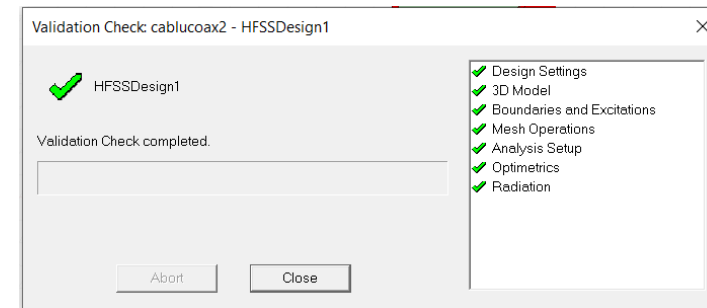 Validation Check: cablucoax2 - HFSSDesign1
HFSSDesign1
Validation Check completed.
Design Settings
3D Model
Boundaries and Excitations
Mesh Operations
Analysis Setup
Optimetrics
Radiation
Abort
Close